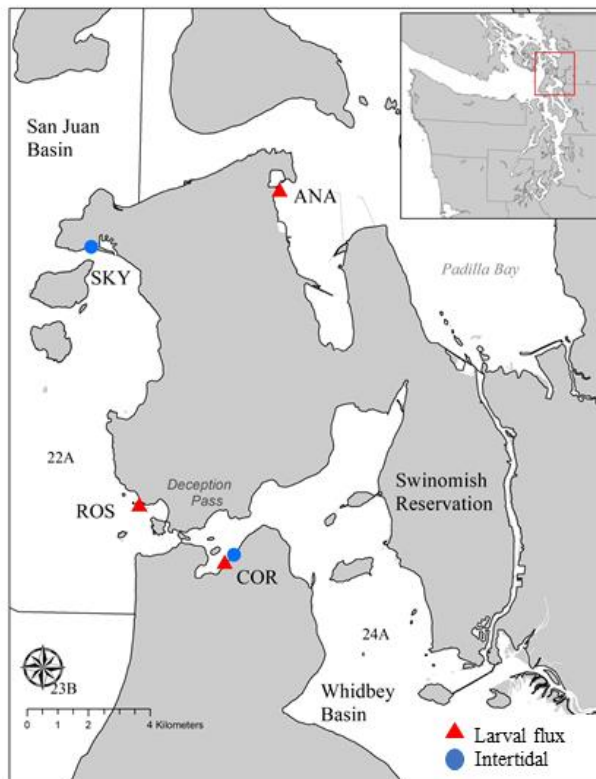 San Juan
Basin
ANA
SKY
Padilla Bay
22A
Deception
Pass
Swinomish
Reservation
ROS
COR
24A
23B
Whidbey
Basin
0 2 4 Kilometers
Larval flux
Intertidal